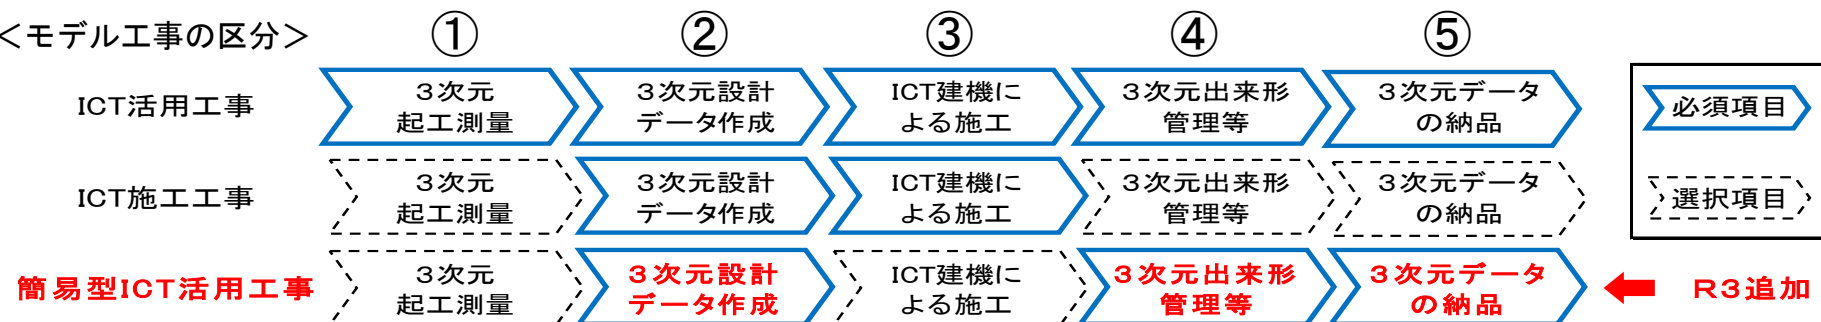 <モデル工事の区分>
① ② ③ ④ ⑤
ICT活用工事
3次元
起工測量
3次元設計
データ作成
ICT建機に
よる施工
3次元出来形
管理等
3次元データ
の納品
ICT施工工事
3次元
起工測量
3次元設計
データ作成
ICT建機に
よる施工
3次元出来形
管理等
3次元データ
の納品
簡易型ICT活用工事
3次元
起工測量
3次元設計
データ作成
ICT建機に
よる施工
3次元出来形
管理等
3次元データ
の納品
R3追加
必須項目
選択項目